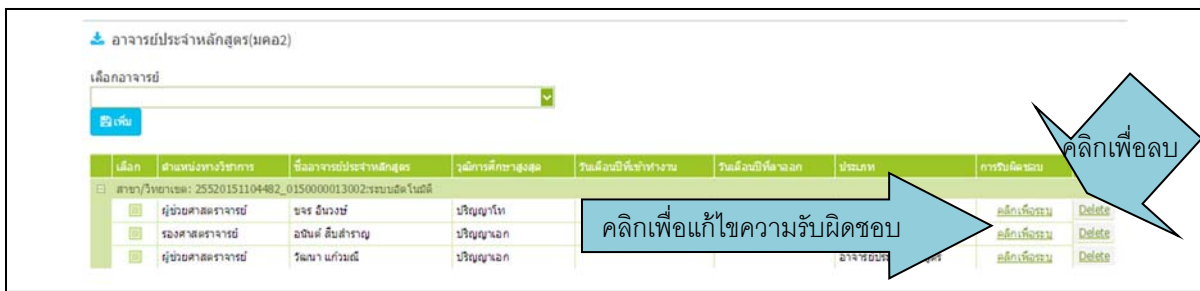 อาจารย์ประจำหลักสูตร(มคอ2)
เลือกอาจารย์
เพิ่ม
คลิกเพื่อลบ
เลือก ตำแหน่งทางวิชาการ ชื่ออาจารย์ประจำหลักสูตร วุฒิการศึกษาสูงสุด วันเดือนปีที่เข้าทำงาน วันเดือนปีที่ลาออก ประเภท การรับผิดชอบ
สาขา/วิทยาเขต: 25520151104482_0150000013002:ระบบอัตโนมัติ
ผู้ช่วยศาสตราจารย์ ขจร อินวงษ์ ปริญญาโท คลิกเพื่อระบุ Delete
คลิกเพื่อแก้ไขความรับผิดชอบ
รองศาสตราจารย์ อนันต์ สืบสำราญ ปริญญาเอก คลิกเพื่อระบุ Delete
ผู้ช่วยศาสตราจารย์ วัฒนา แก้วมณี ปริญญาเอก คลิกเพื่อระบุ Delete